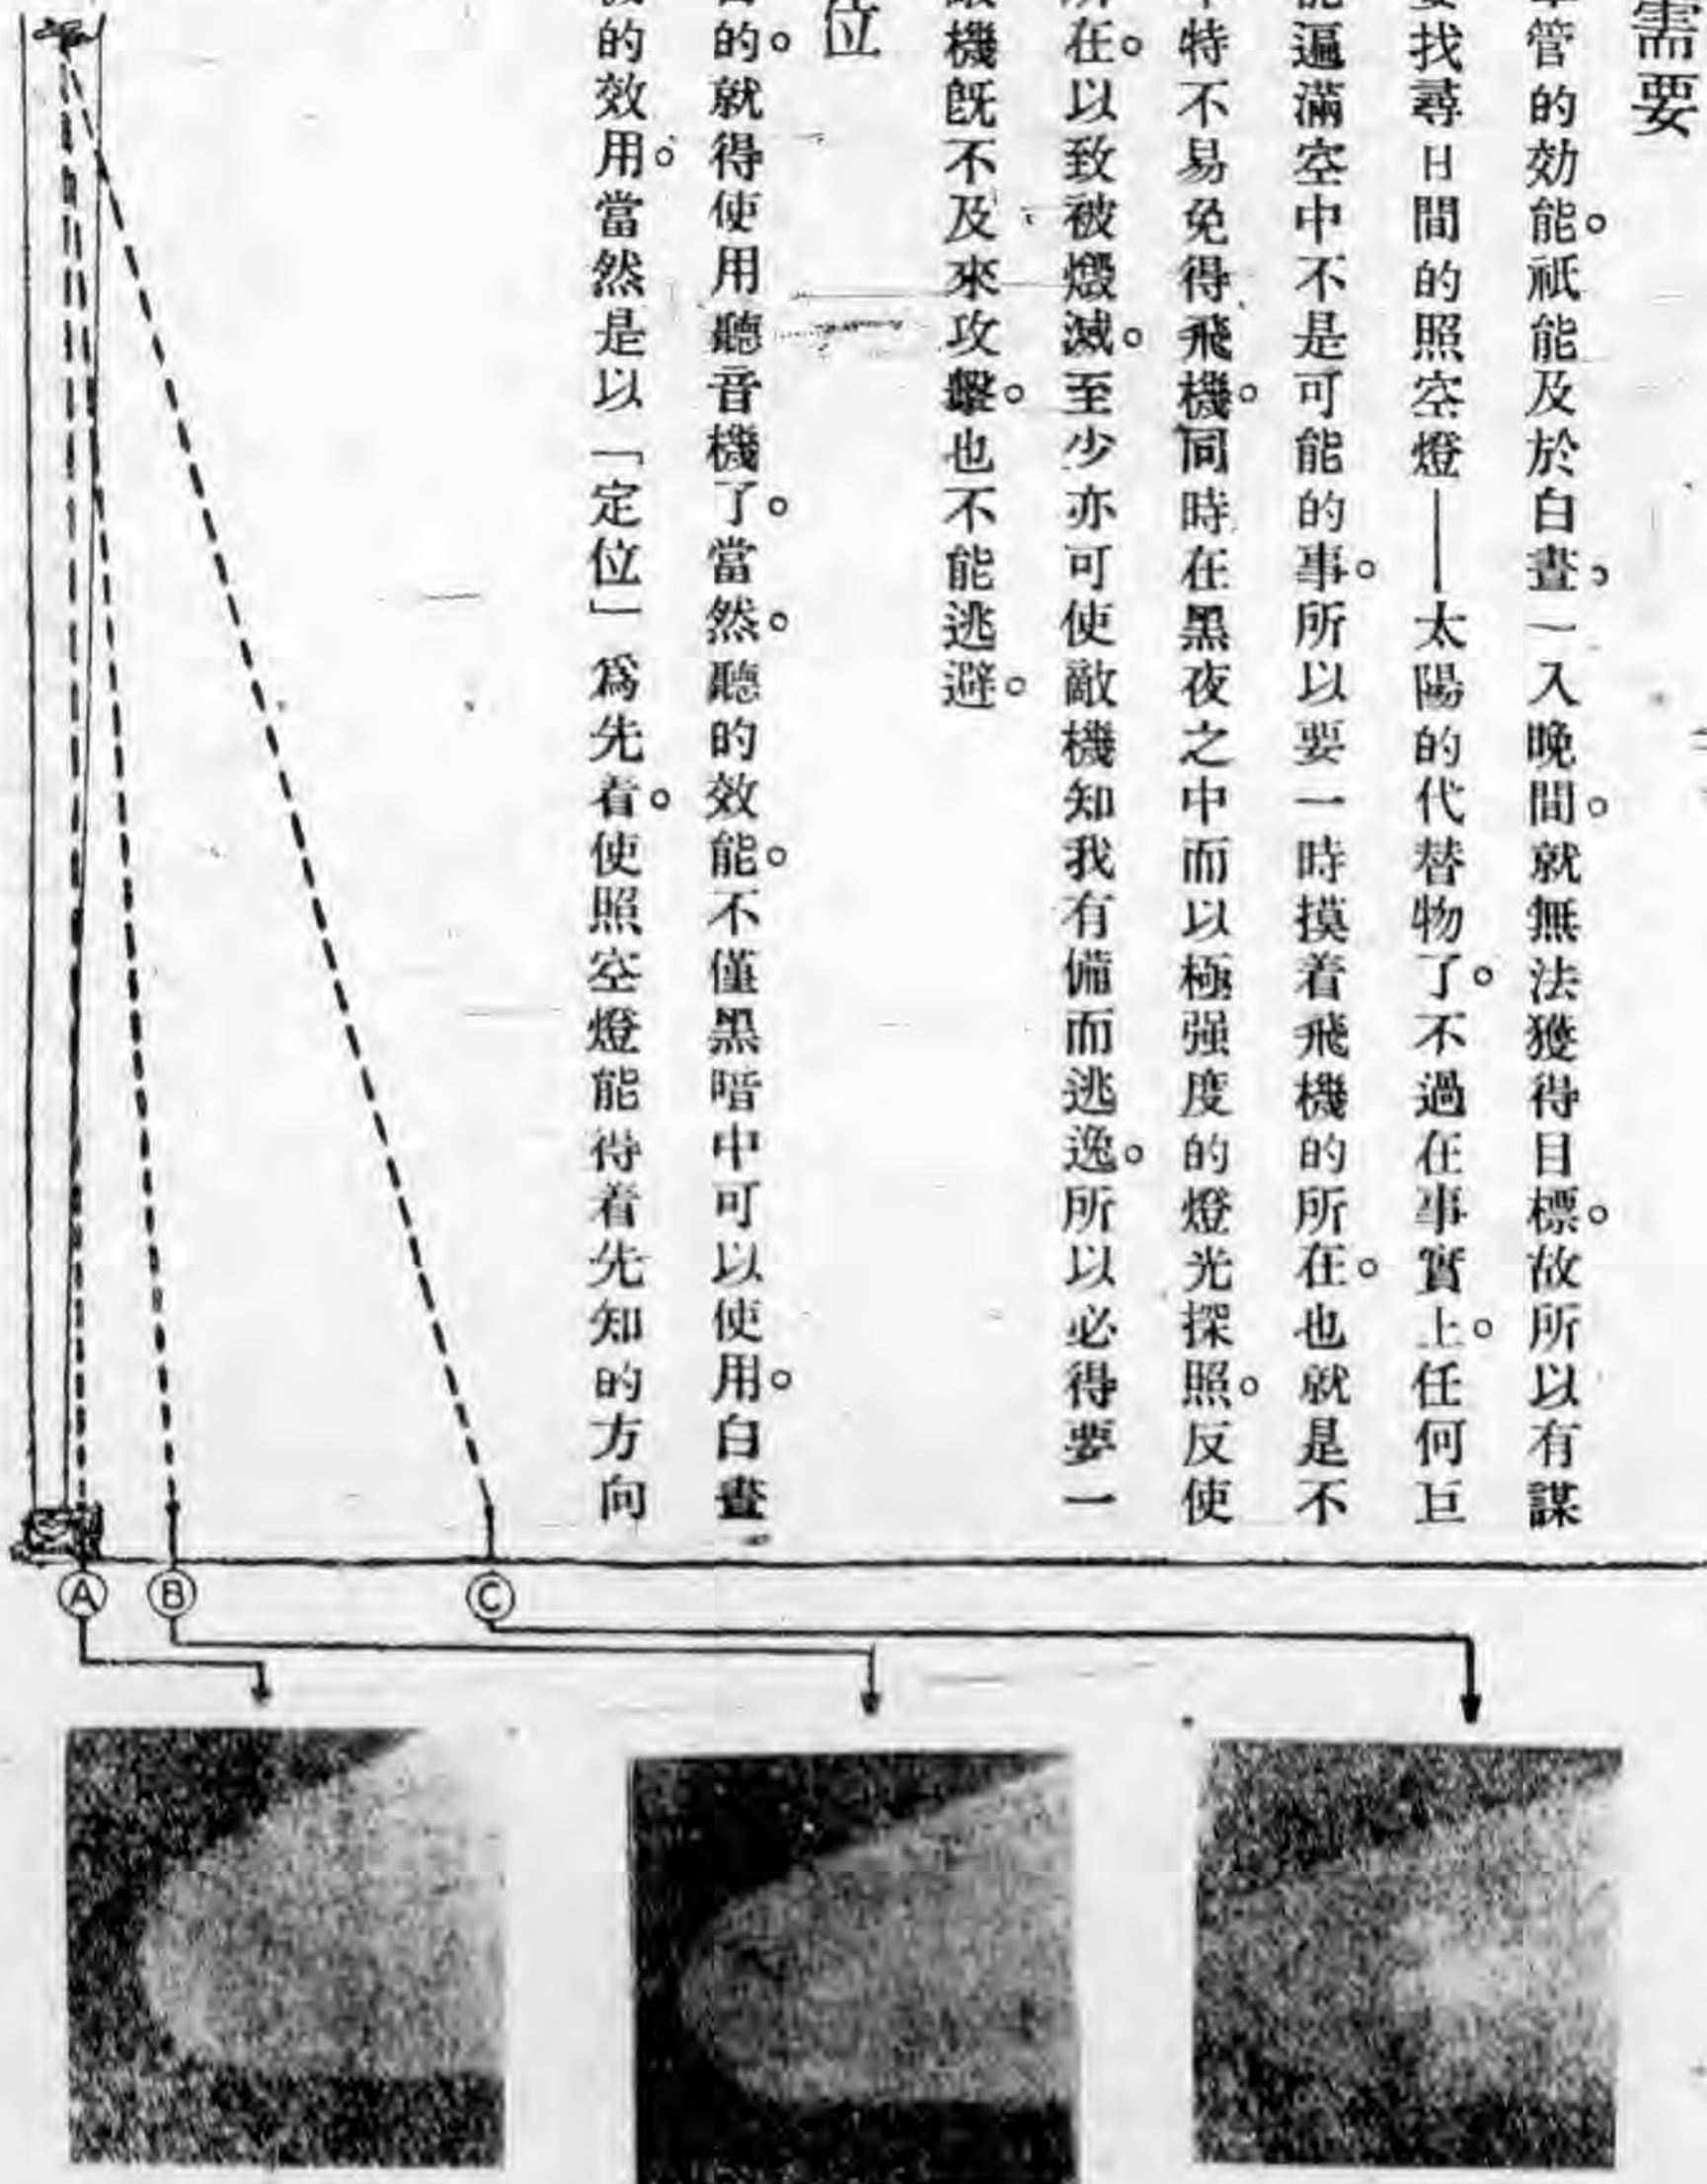 需要
管的効能。祇能及於白晝。一入晚間。就無法獲得目標。故所以有謀
要找尋日間的照空燈——太陽的代替物了。不過在事實上。任何巨
能遍滿空中不是可能的事。所以要一時摸着飛機的所在。也就是不
特不易免得飛機。同時在黑夜之中而以極强度的燈光探照。反使
所在。以致被燬滅。至少亦可使敵機知我有備而逃逸。所以必得要一
敵機旣不及來攻擊。也不能逃避。
位
的。就得使用聽音機了。當然。聽的效能。不僅黑暗中可以使用。白晝
的效用。當然是以「定位」爲先着。使照空燈能得着先知的方向
A
B
C